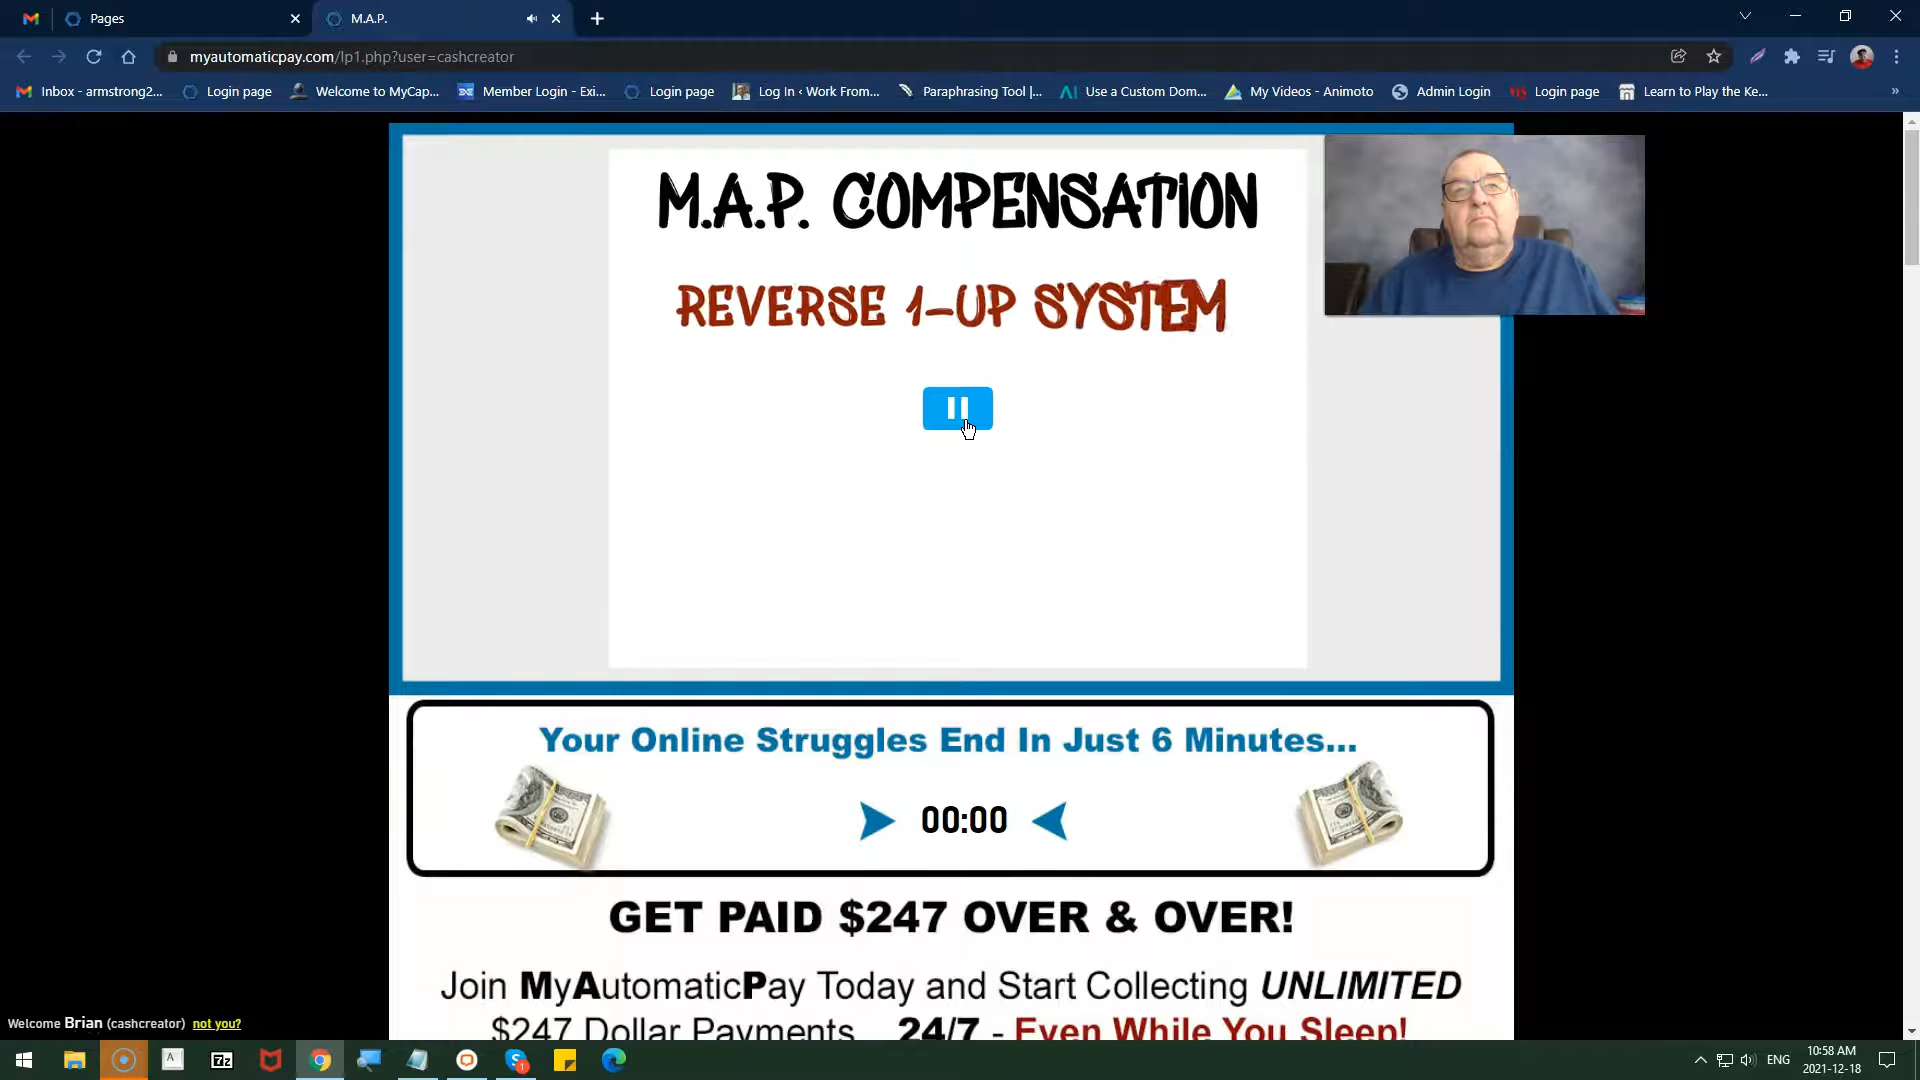 Pages
M.A.P.
myautomaticpay.com/lp1.php?user=cashcreator
Inbox - armstrong2...
Login page
Welcome to MyCap...
Member Login - Exi...
Login page
Log In ‹ Work From...
Paraphrasing Tool |...
Use a Custom Dom...
My Videos - Animoto
Admin Login
Login page
Learn to Play the Ke...
»
M.A.P. COMPENSATION
REVERSE 1-UP SYSTEM
Your Online Struggles End In Just 6 Minutes...
00:00
GET PAID $247 OVER & OVER!
Join MyAutomaticPay Today and Start Collecting UNLIMITED
$247 Dollar Payments... 24/7 - Even While You Sleep!
Welcome Brian (cashcreator) not you?
A
7z
S 1
ENG
10:58 AM
2021-12-18